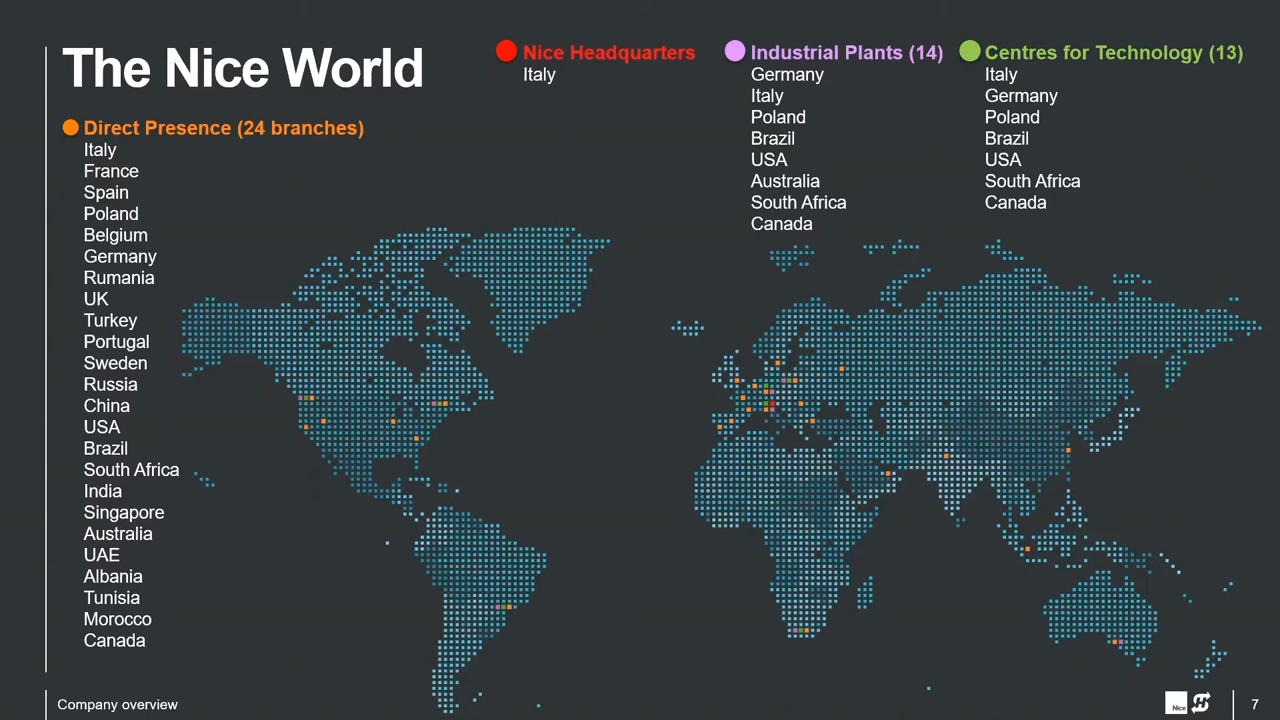 The Nice World
Direct Presence (24 branches)
Italy
France
Spain
Poland
Belgium
Germany
Rumania
UK
Turkey
Portugal
Sweden
Russia
China
USA
Brazil
South Africa
India
Singapore
Australia
UAE
Albania
Tunisia
Morocco
Canada
Nice Headquarters
Italy
Industrial Plants (14)
Germany
Italy
Poland
Brazil
USA
Australia
South Africa
Canada
Centres for Technology (13)
Italy
Germany
Poland
Brazil
USA
South Africa
Canada
Company overview
Nice
7